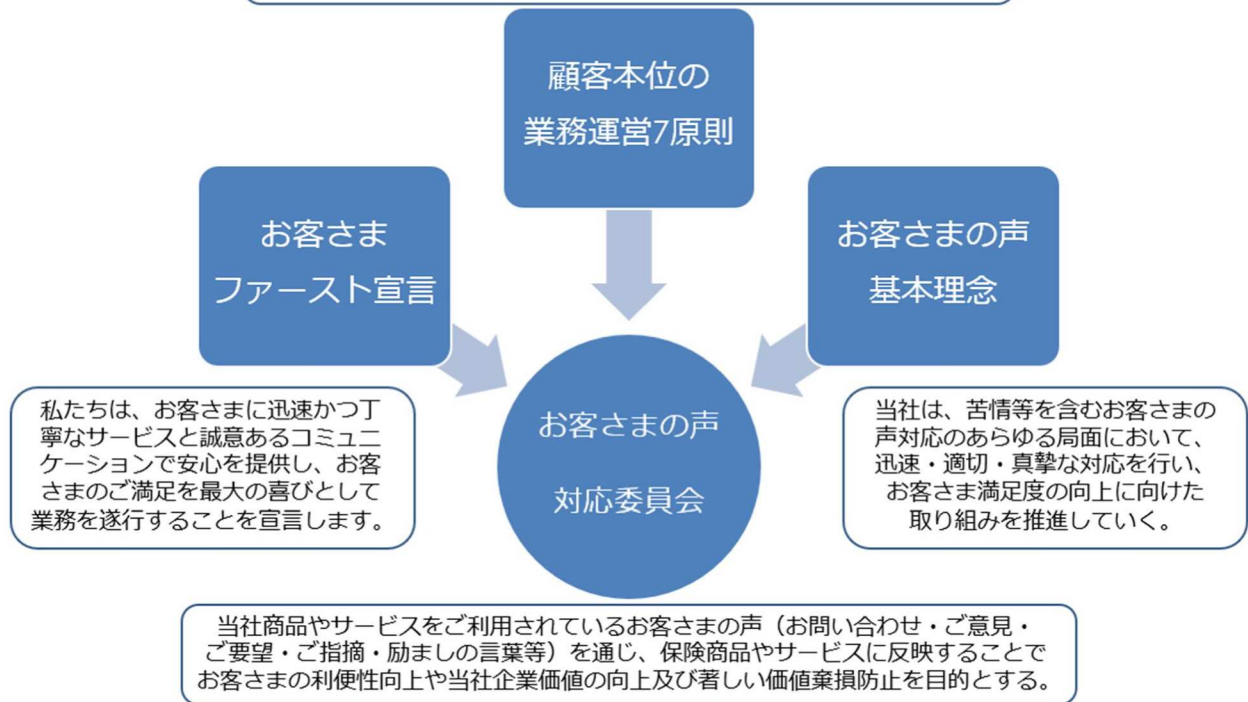 顧客本位の
業務運営7原則
お客さま
ファースト宣言
お客さまの声
基本理念
私たちは、お客さまに迅速かつ丁
寧なサービスと誠意あるコミュニ
ケーションで安心を提供し、お客
さまのご満足を最大の喜びとして
業務を遂行することを宣言します。
お客さまの声
対応委員会
当社は、苦情等を含むお客さまの
声対応のあらゆる局面において、
迅速・適切・真摯な対応を行い、
お客さま満足度の向上に向けた
取り組みを推進していく。
当社商品やサービスをご利用されているお客さまの声（お問い合わせ・ご意見・
ご要望・ご指摘・励ましの言葉等）を通じ、保険商品やサービスに反映することで
お客さまの利便性向上や当社企業価値の向上及び著しい価値棄損防止を目的とする。